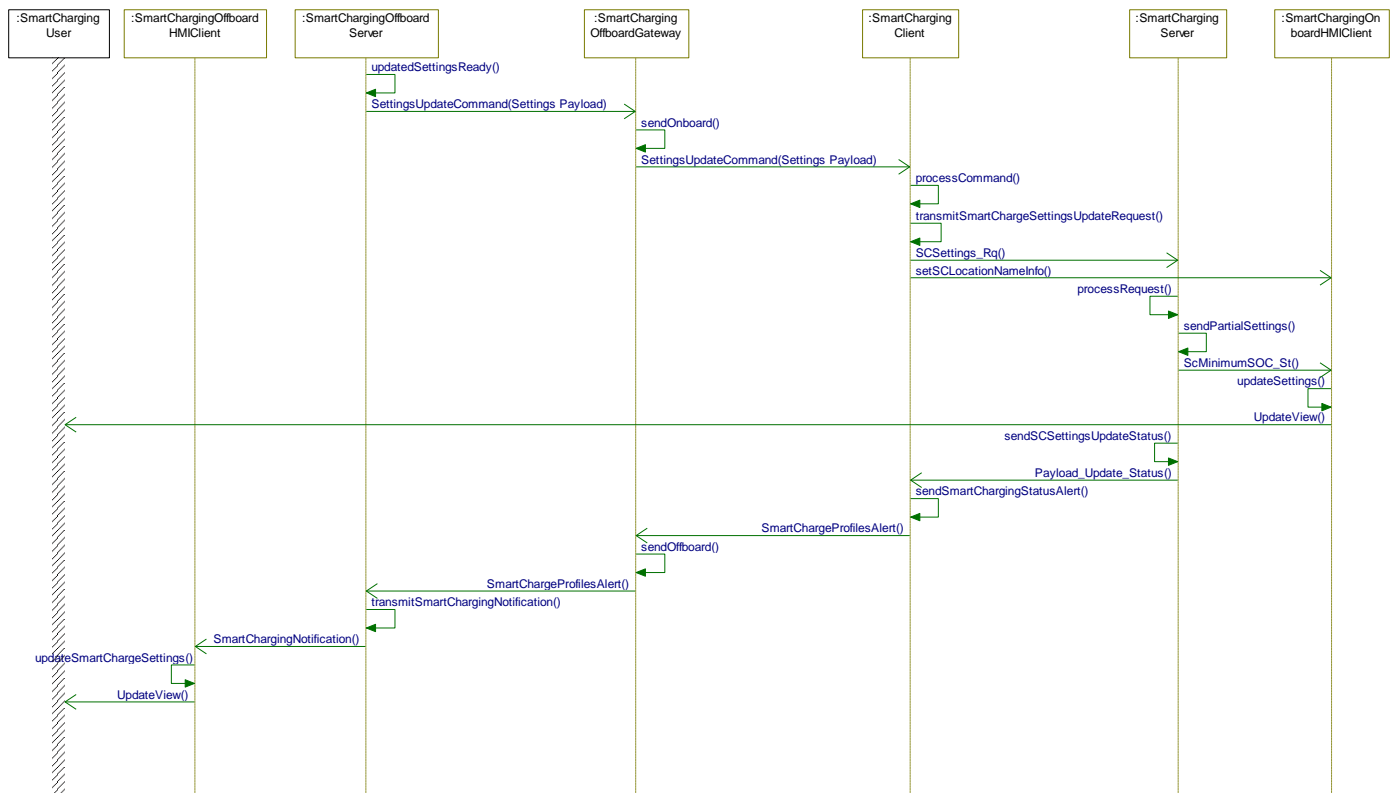 :SmartCharging
User
:SmartChargingOffboard
HMIClient
:SmartChargingOffboard
Server
:SmartCharging
OffboardGateway
:SmartCharging
Client
:SmartCharging
Server
:SmartChargingOn
boardHMIClient
updatedSettingsReady()
SettingsUpdateCommand(Settings Payload)
sendOnboard()
SettingsUpdateCommand(Settings Payload)
processCommand()
transmitSmartChargeSettingsUpdateRequest()
SCSettings_Rq()
setSCLocationNameInfo()
processRequest()
sendPartialSettings()
ScMinimumSOC_St()
updateSettings()
UpdateView()
sendSCSettingsUpdateStatus()
Payload_Update_Status()
sendSmartChargingStatusAlert()
SmartChargeProfilesAlert()
sendOffboard()
SmartChargeProfilesAlert()
transmitSmartChargingNotification()
SmartChargingNotification()
updateSmartChargeSettings()
UpdateView()